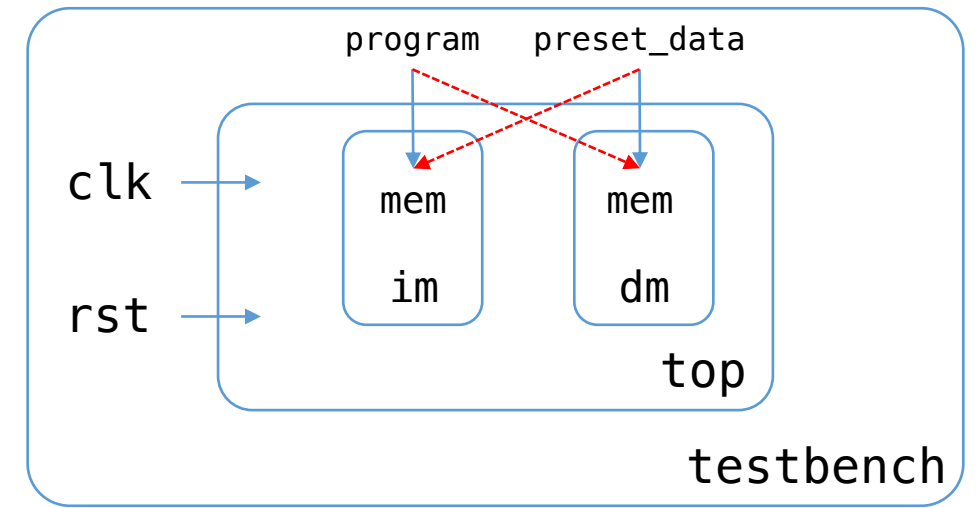 program preset_data
clk
mem mem
im dm
rst
top
testbench